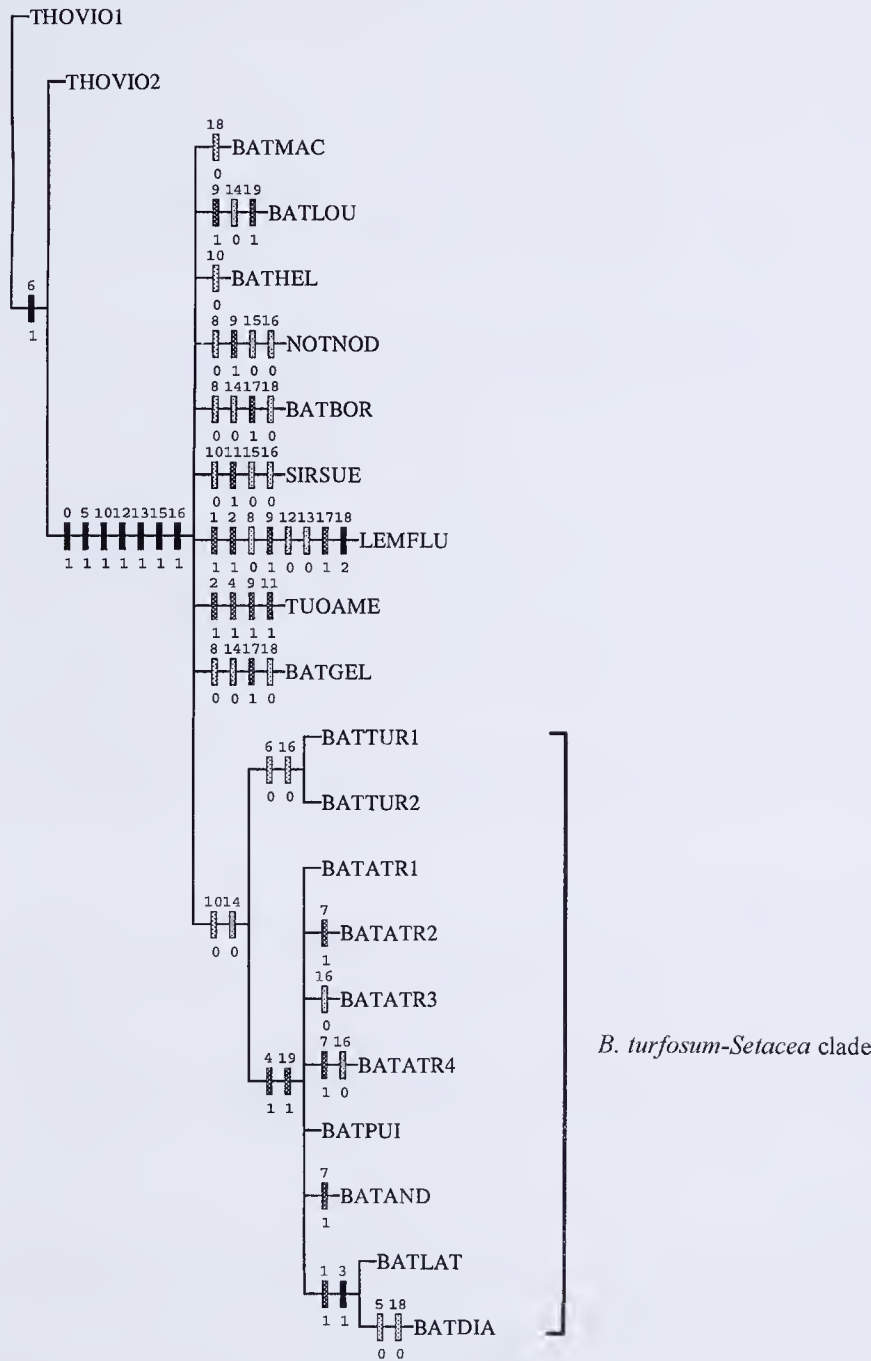 THOVIO1
THOVIO2
18
BATMAC
0
9 14 19
BATLOU
1 0 1
10
BATHEL
0
6
8 9 15 16
NOTNOD
1
0 1 0 0
8 14 17 18
BATBOR
0 0 1 0
10 11 15 16
SIRSUE
0 1 0 0
0 5 10 12 13 15 16
1 2 8 9 12 13 17 18
LEMFLU
1 1 1 1 1 1 1
1 1 0 1 0 0 1 2
2 4 9 11
TUOAME
1 1 1 1
8 14 17 18
BATGEL
0 0 1 0
BATTUR1
6 16
0 0
BATTUR2
BATATR1
10 14
7
BATATR2
0 0
1
16
BATATR3
0
B. turfosum-Setacea clade
7 16
BATATR4
4 19
1 0
1 1
BATPUI
7
BATAND
1
BATLAT
1 3
1 1
5 18
BATDIA
0 0